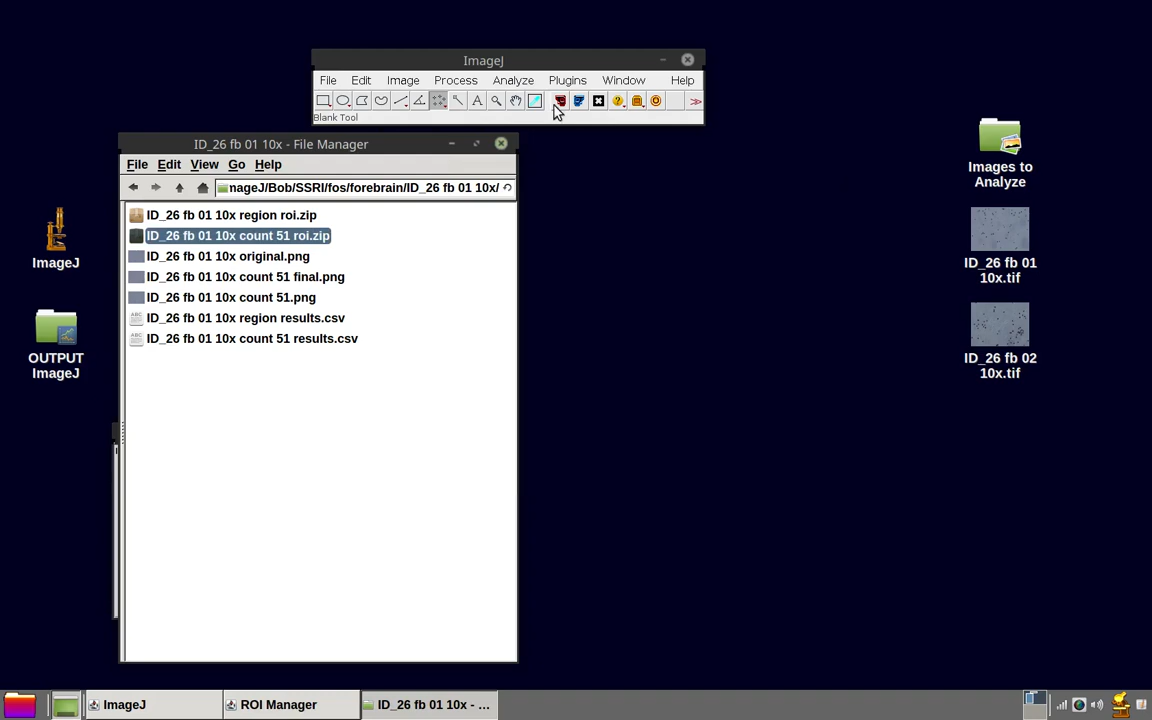 ImageJ
File Edit Image Process Analyze Plugins Window Help
A
Blank Tool
ID_26 fb 01 10x - File Manager
File Edit View Go Help
nageJ/Bob/SSRI/fos/forebrain/ID_26 fb 01 10x/
ID_26 fb 01 10x region roi.zip
ID_26 fb 01 10x count 51 roi.zip
ID_26 fb 01 10x original.png
ID_26 fb 01 10x count 51 final.png
ID_26 fb 01 10x count 51.png
ABC ID_26 fb 01 10x region results.csv
ABC ID_26 fb 01 10x count 51 results.csv
ImageJ
OUTPUT
ImageJ
Images to
Analyze
ID_26 fb 01
10x.tif
ID_26 fb 02
10x.tif
ImageJ
ROI Manager
ID_26 fb 01 10x - ...